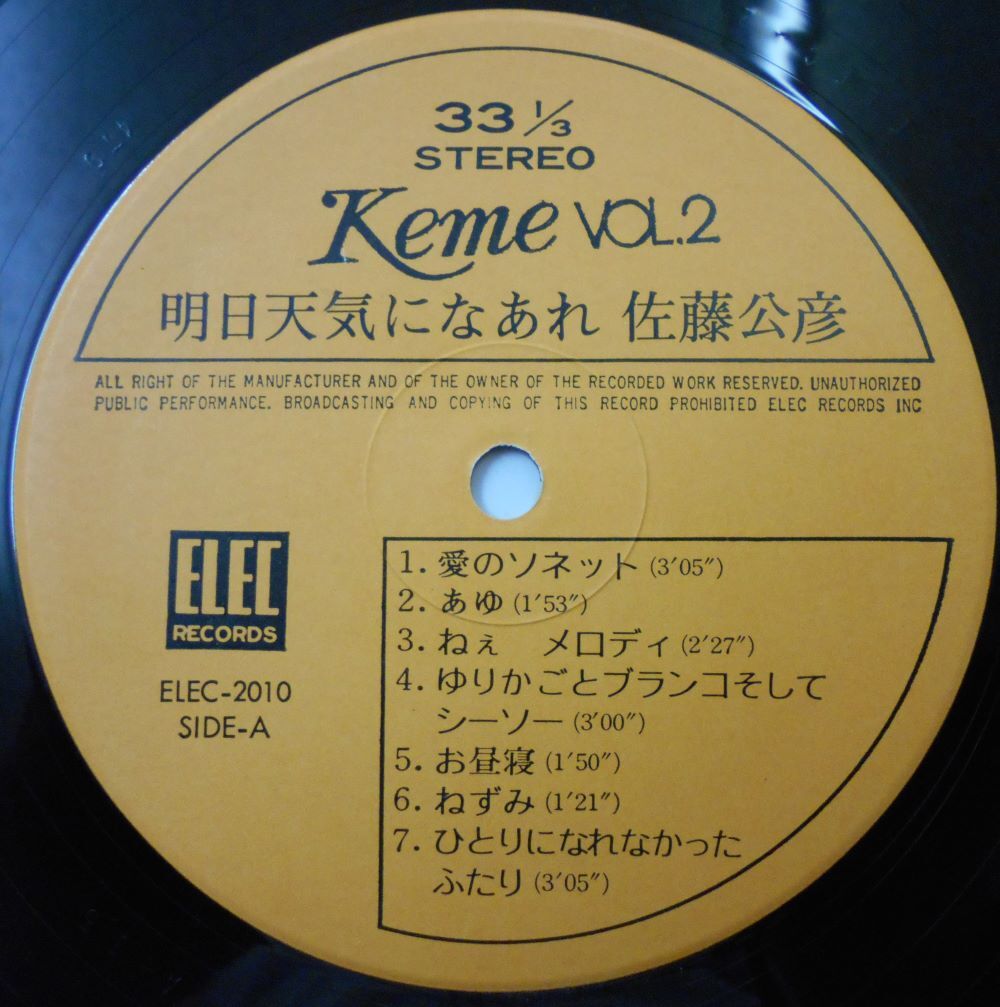 33 1/3
STEREO
Keme VOL.2
明日天気になあれ 佐藤公彦
ALL RIGHT OF THE MANUFACTURER AND OF THE OWNER OF THE RECORDED WORK RESERVED. UNAUTHORIZED
PUBLIC PERFORMANCE. BROADCASTING AND COPYING OF THIS RECORD PROHIBITED ELEC RECORDS INC
ELEC
RECORDS
ELEC-2010
SIDE-A
1. 愛のソネット (3′05″)
2. あゆ (1′53″)
3. ねぇ　メロディ (2′27″)
4. ゆりかごとブランコそして
シーソー (3′00″)
5. お昼寝 (1′50″)
6. ねずみ (1′21″)
7. ひとりになれなかった
ふたり (3′05″)